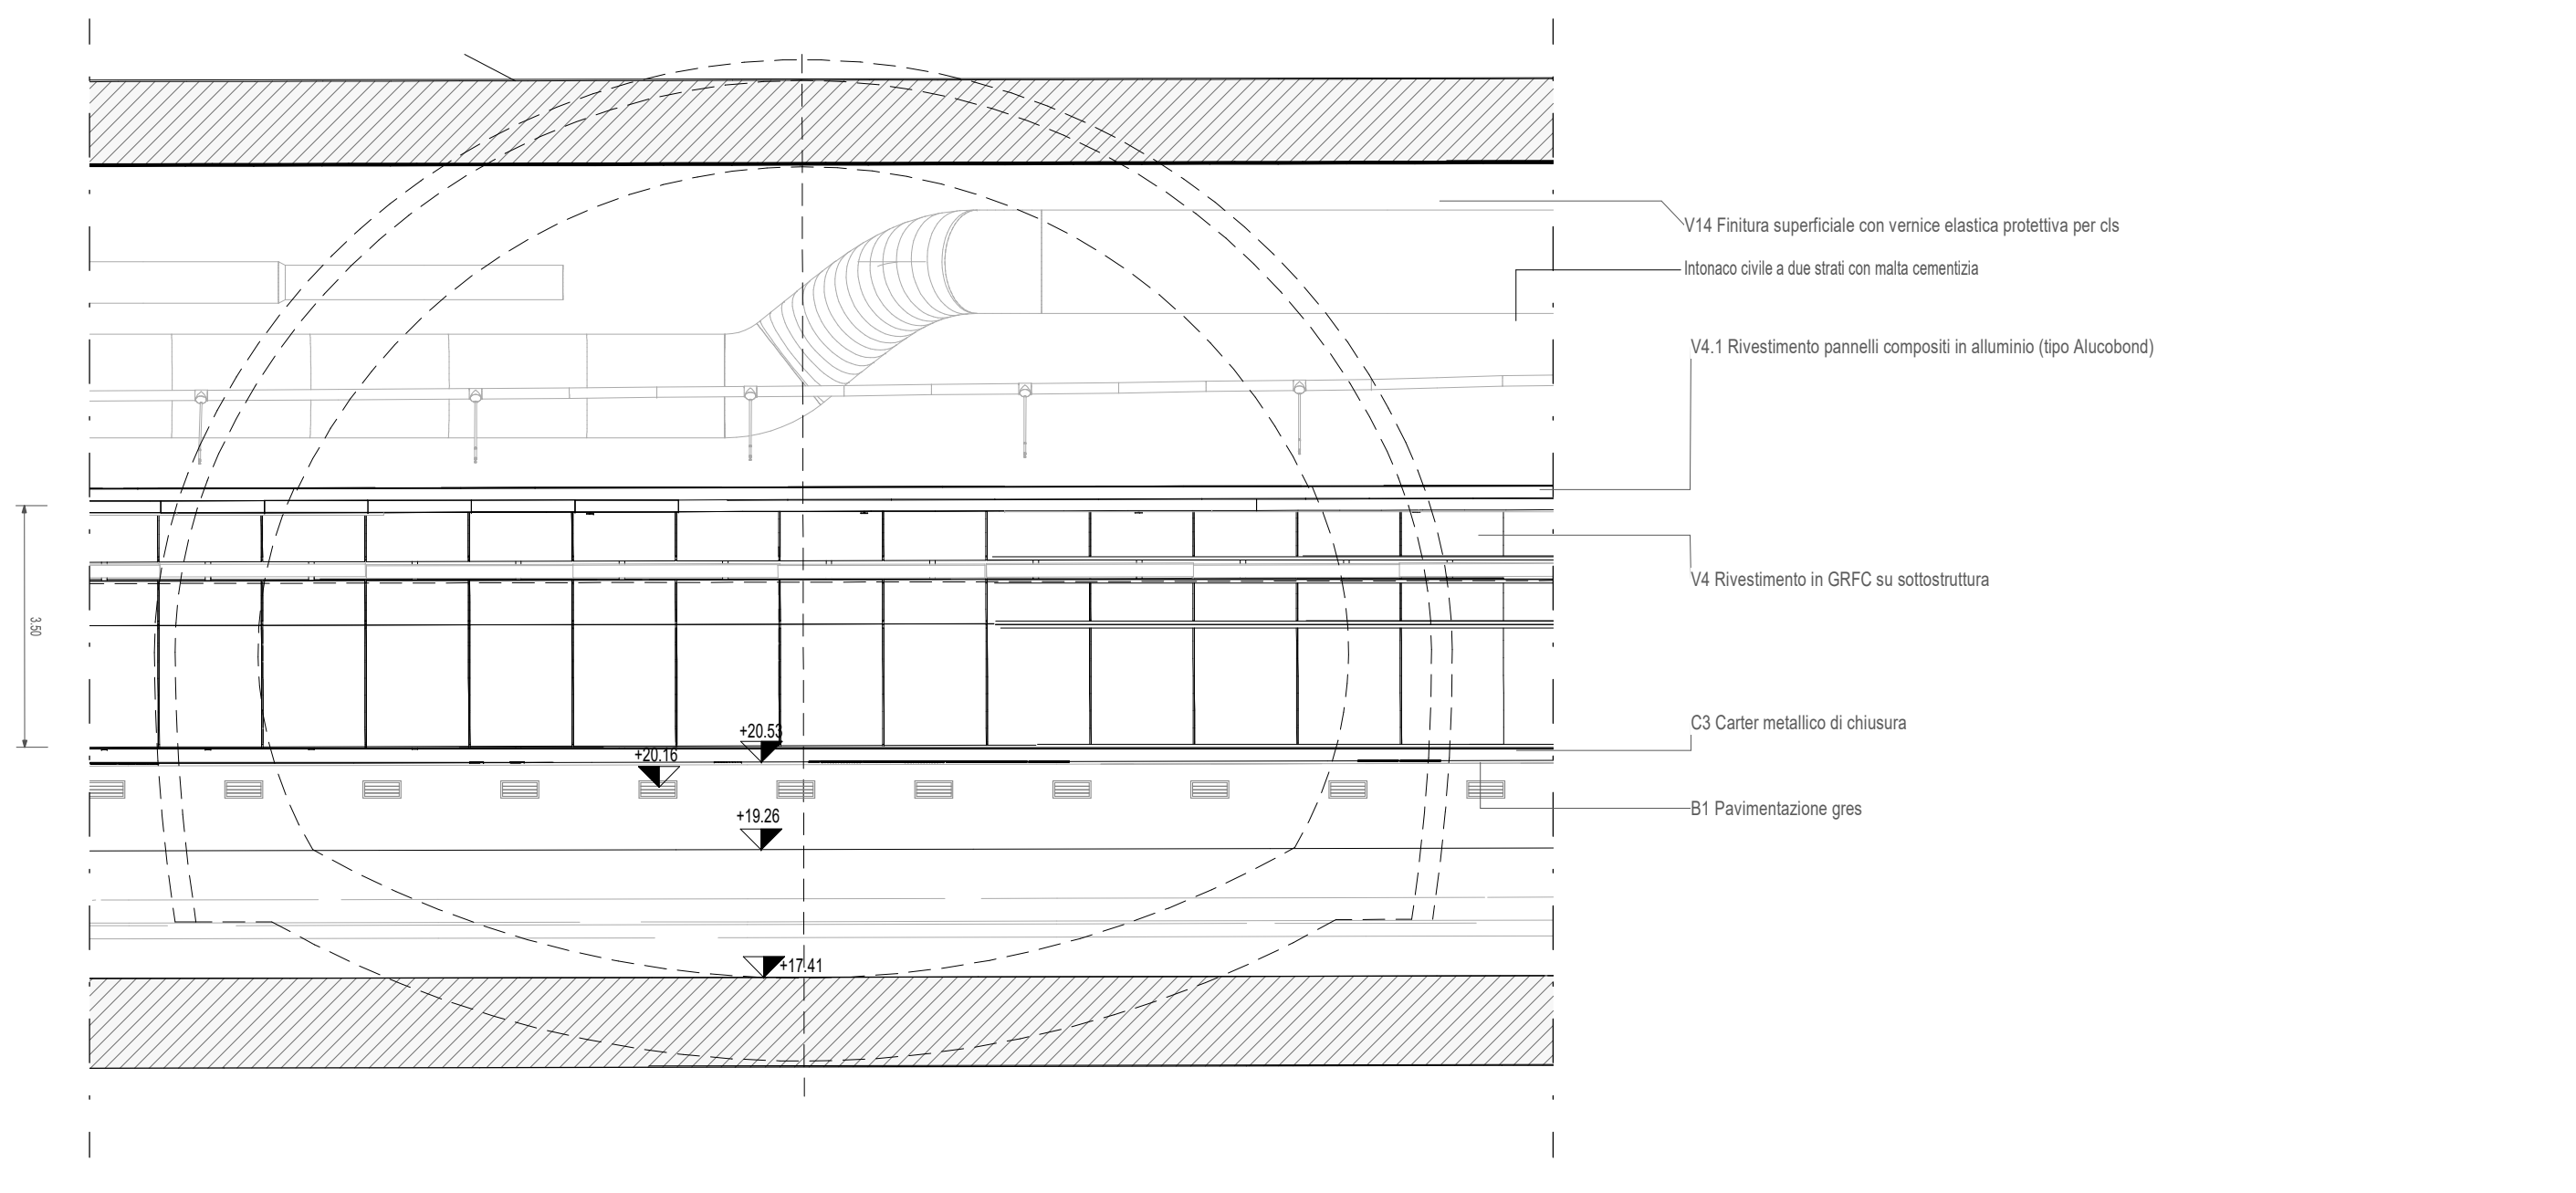 V14 Finitura superficiale con vernice elastica protettiva per cls
Intonaco civile a due strati con malta cementizia
V4.1 Rivestimento pannelli compositi in alluminio (tipo Alucobond)
V4 Rivestimento in GRFC su sottostruttura
3.50
C3 Carter metallico di chiusura
+20.53
+20.16
+19.26
B1 Pavimentazione gres
+17.41